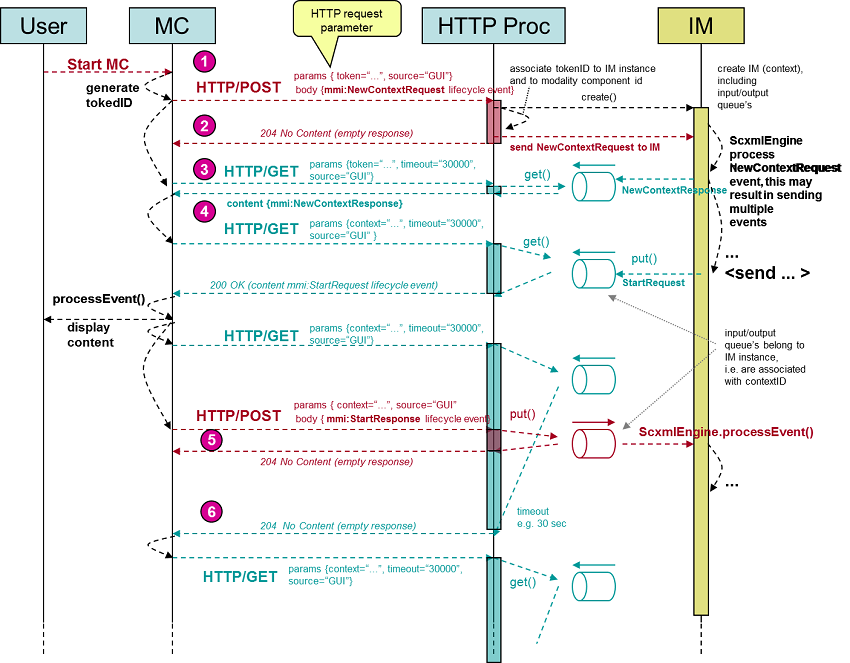 HTTP request
parameter
User
MC
HTTP Proc
IM
Start MC
1
generate
tokedID
HTTP/POST
params { token="...", source="GUI"}
body {mmi:NewContextRequest lifecycle event}
associate tokenID to IM instance
and to modality component id
create()
create IM (context),
including
input/output
queue's
2
204 No Content (empty response)
send NewContextRequest to IM
ScxmlEngine
process
NewContextRequest
event, this may
result in sending
multiple
events
...
<send ... >
3
HTTP/GET
params {token="...", timeout="30000",
source="GUI"}
get()
NewContextResponse
content {mmi:NewContextResponse}
4
HTTP/GET
params {context="...", timeout="30000",
source="GUI" }
get()
put()
StartRequest
200 OK (content mmi:StartRequest lifecycle event)
processEvent()
display
content
HTTP/GET
params {context="...", timeout="30000",
source="GUI"}
input/output
queue's belong to
IM instance,
i.e. are associated
with contextID
HTTP/POST
params { context="...", source="GUI"
body { mmi:StartResponse lifecycle event}
put()
ScxmlEngine.processEvent()
5
204 No Content (empty response)
...
6
204 No Content (empty response)
timeout
e.g. 30 sec
HTTP/GET
params {context="...", timeout="30000",
source="GUI"}
get()